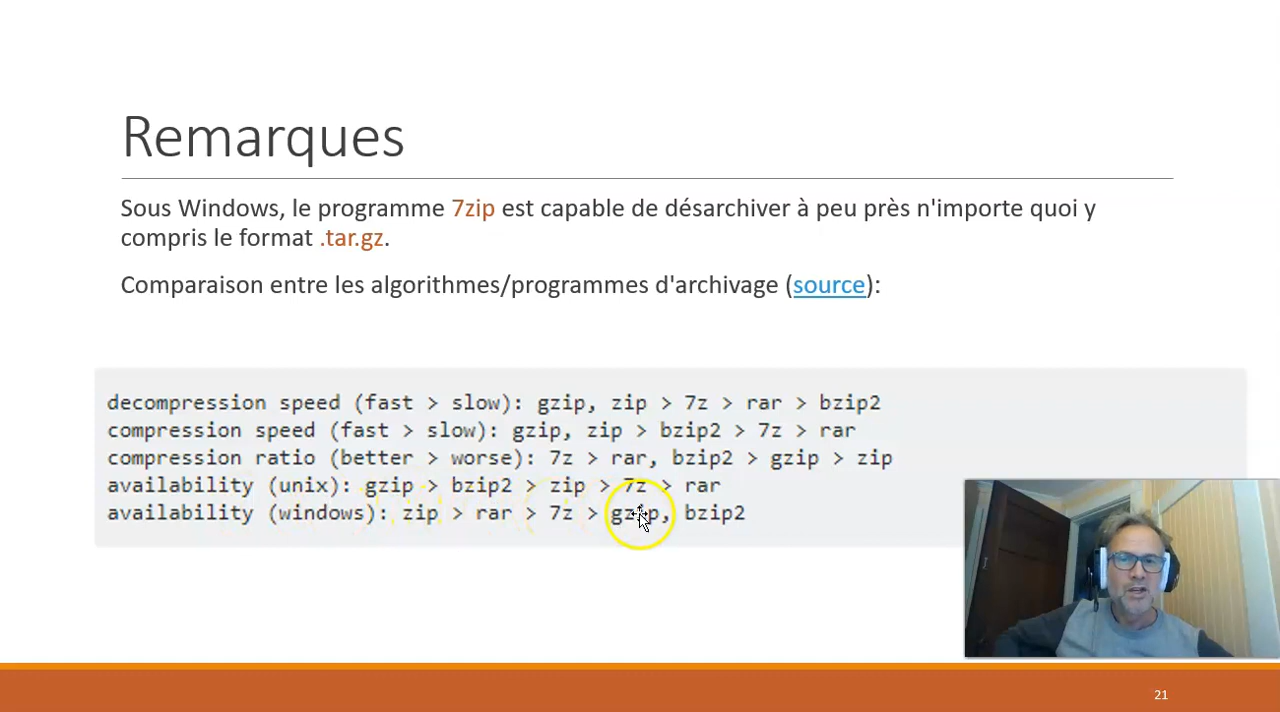 Remarques
Sous Windows, le programme 7zip est capable de désarchiver à peu près n'importe quoi y
compris le format .tar.gz.
Comparaison entre les algorithmes/programmes d'archivage (source):
decompression speed (fast > slow): gzip, zip > 7z > rar > bzip2
compression speed (fast > slow): gzip, zip > bzip2 > 7z > rar
compression ratio (better > worse): 7z > rar, bzip2 > gzip > zip
availability (unix): gzip > bzip2 > zip > 7z > rar
availability (windows): zip > rar > 7z > gzip, bzip2
21